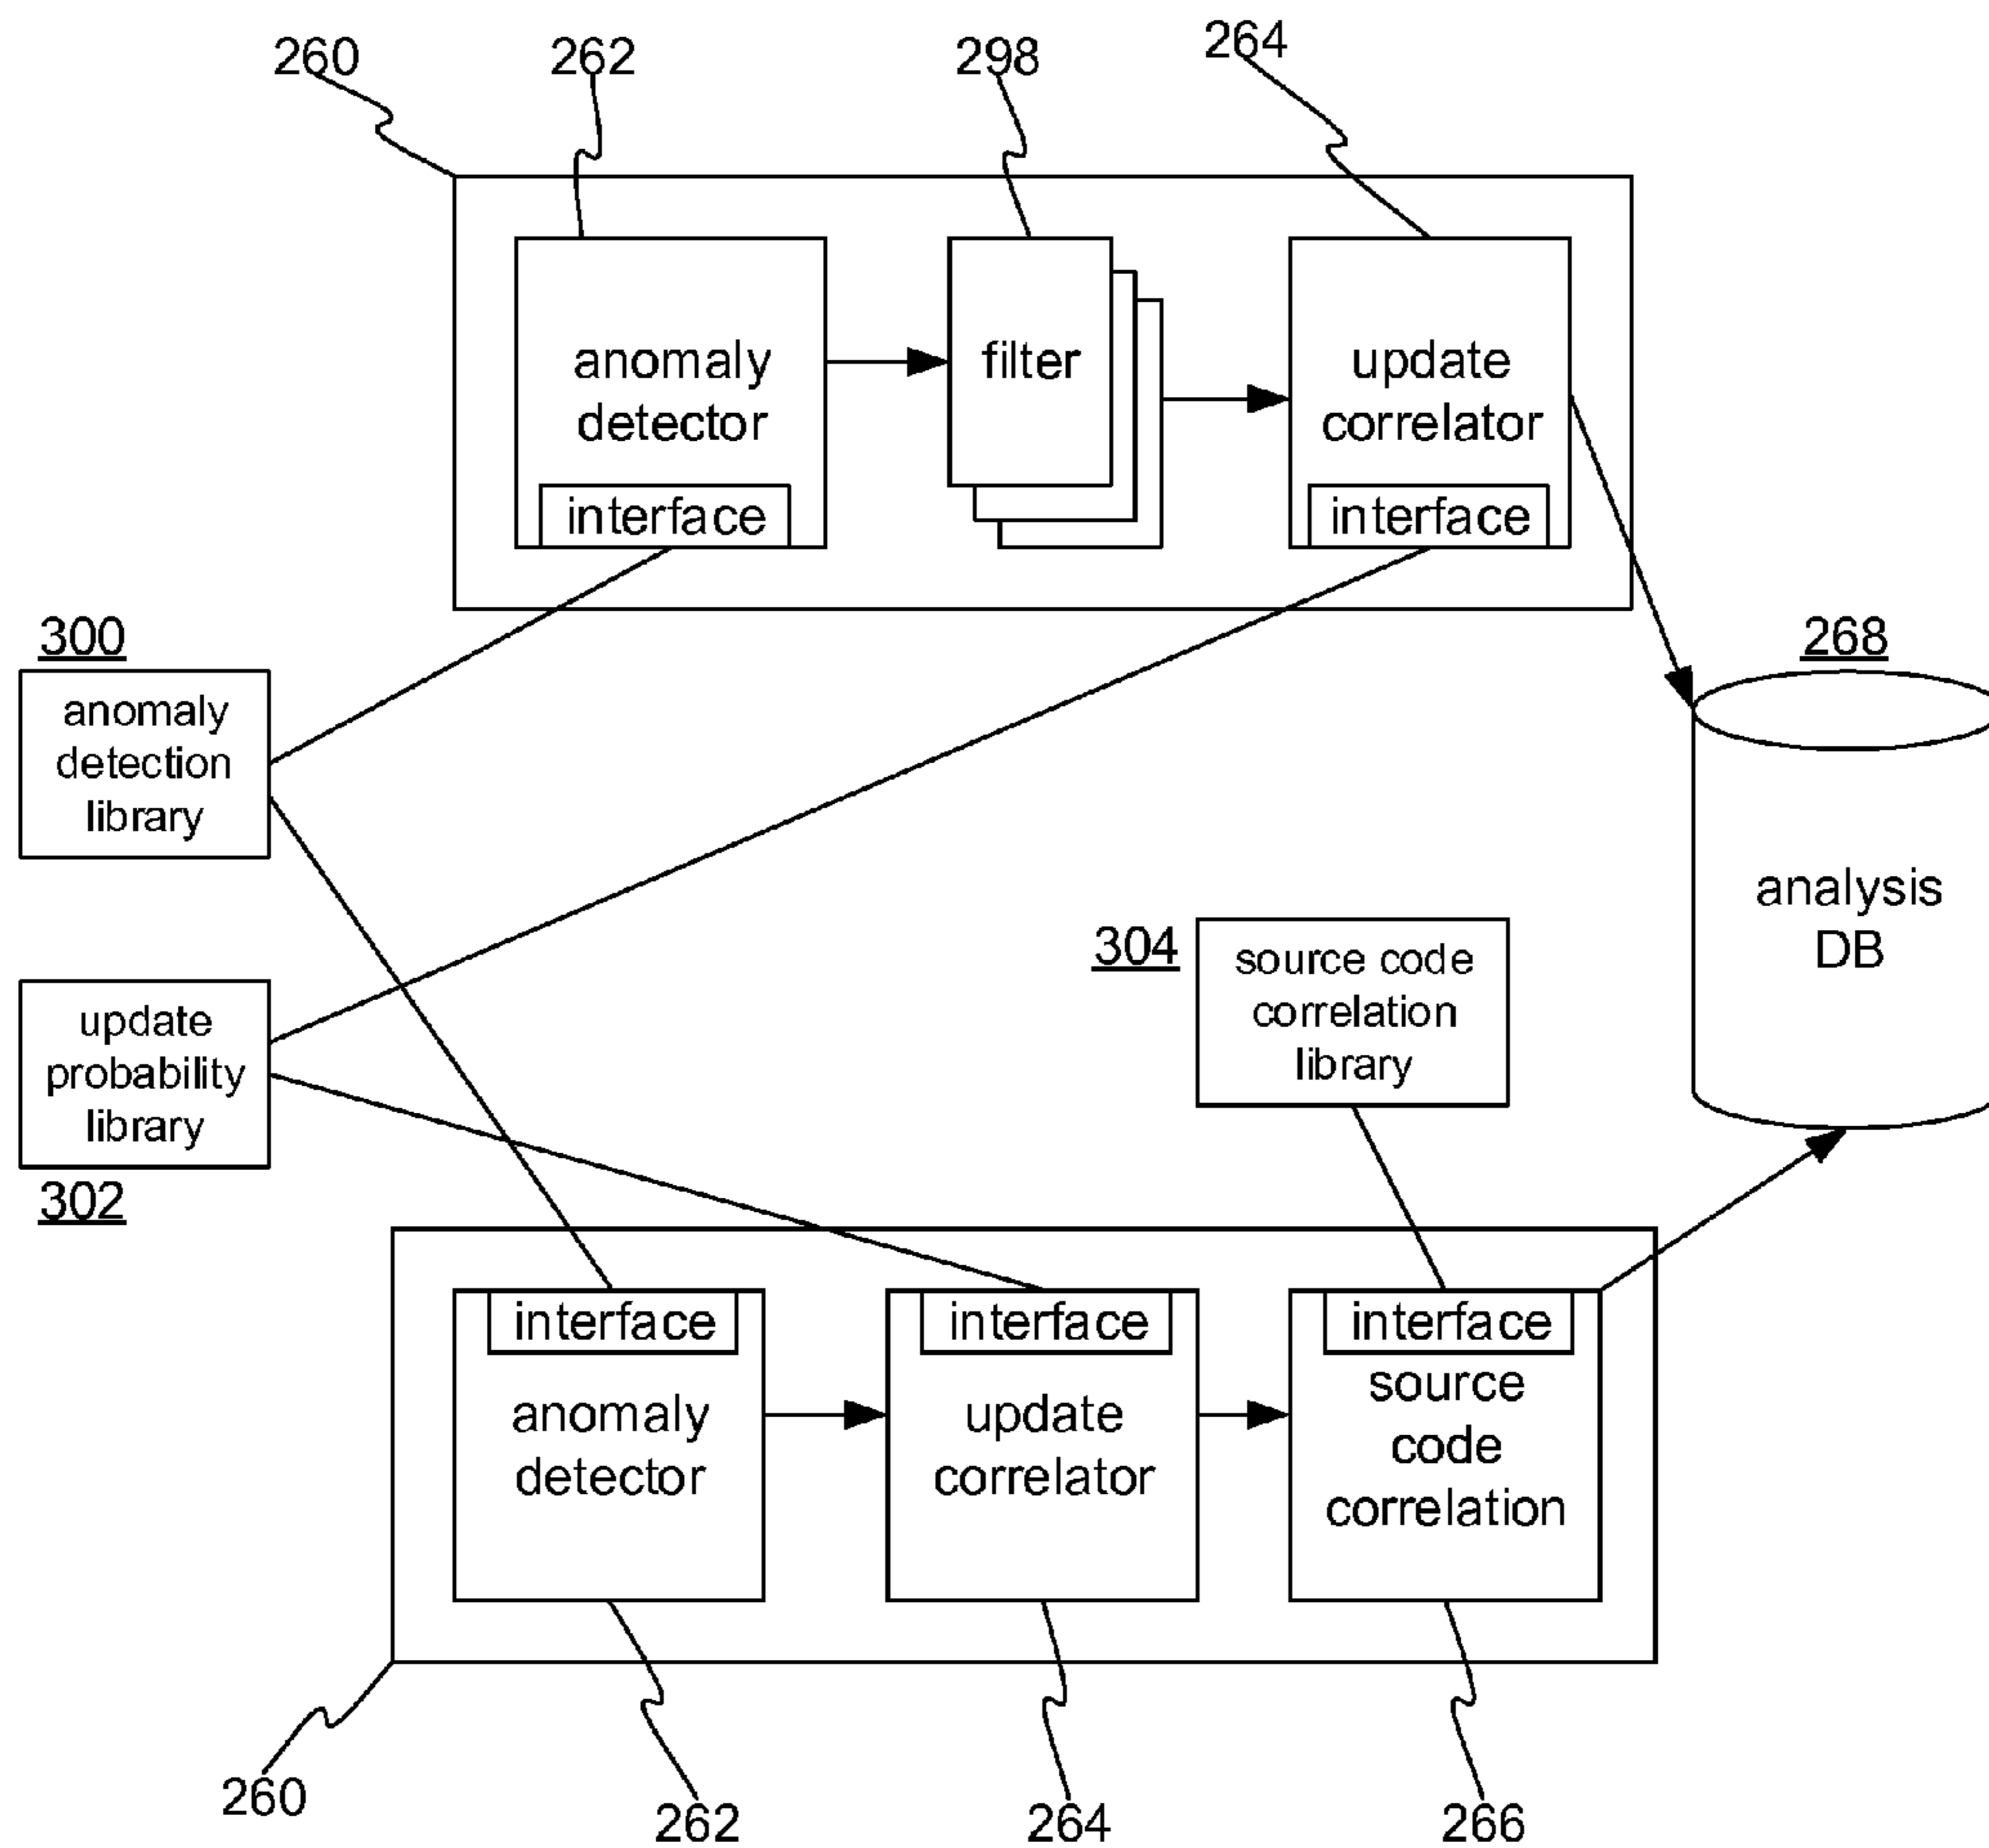 260
262
298
264
anomaly
detector
interface
filter
update
correlator
interface
300
anomaly
detection
library
268
analysis
DB
304
source code
correlation
library
update
probability
library
302
interface
anomaly
detector
interface
update
correlator
interface
source
code
correlation
260
262
264
266